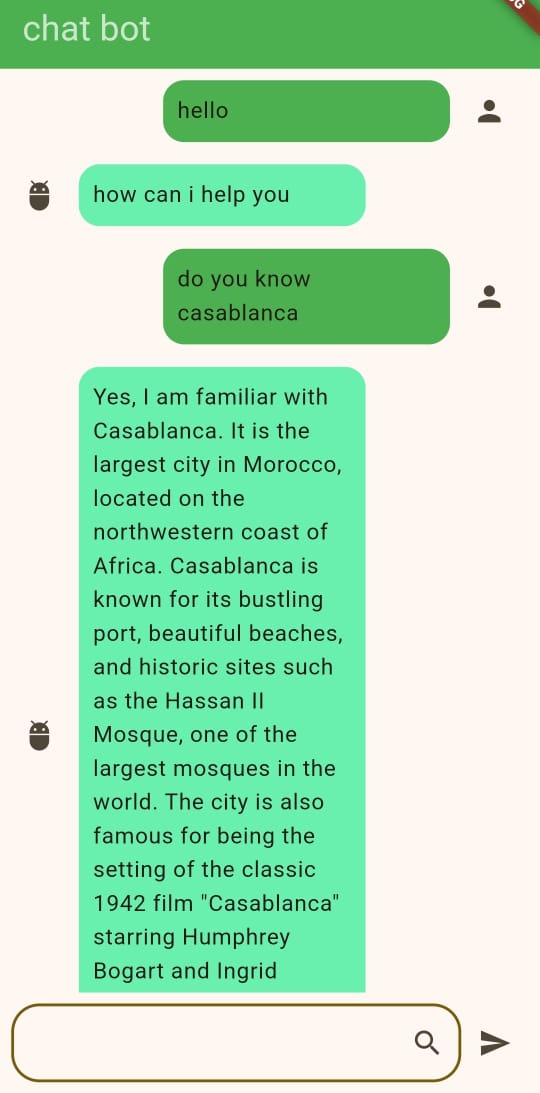 chat bot
hello
how can i help you
do you know
casablanca
Yes, I am familiar with
Casablanca. It is the
largest city in Morocco,
located on the
northwestern coast of
Africa. Casablanca is
known for its bustling
port, beautiful beaches,
and historic sites such
as the Hassan II
Mosque, one of the
largest mosques in the
world. The city is also
famous for being the
setting of the classic
1942 film "Casablanca"
starring Humphrey
Bogart and Ingrid